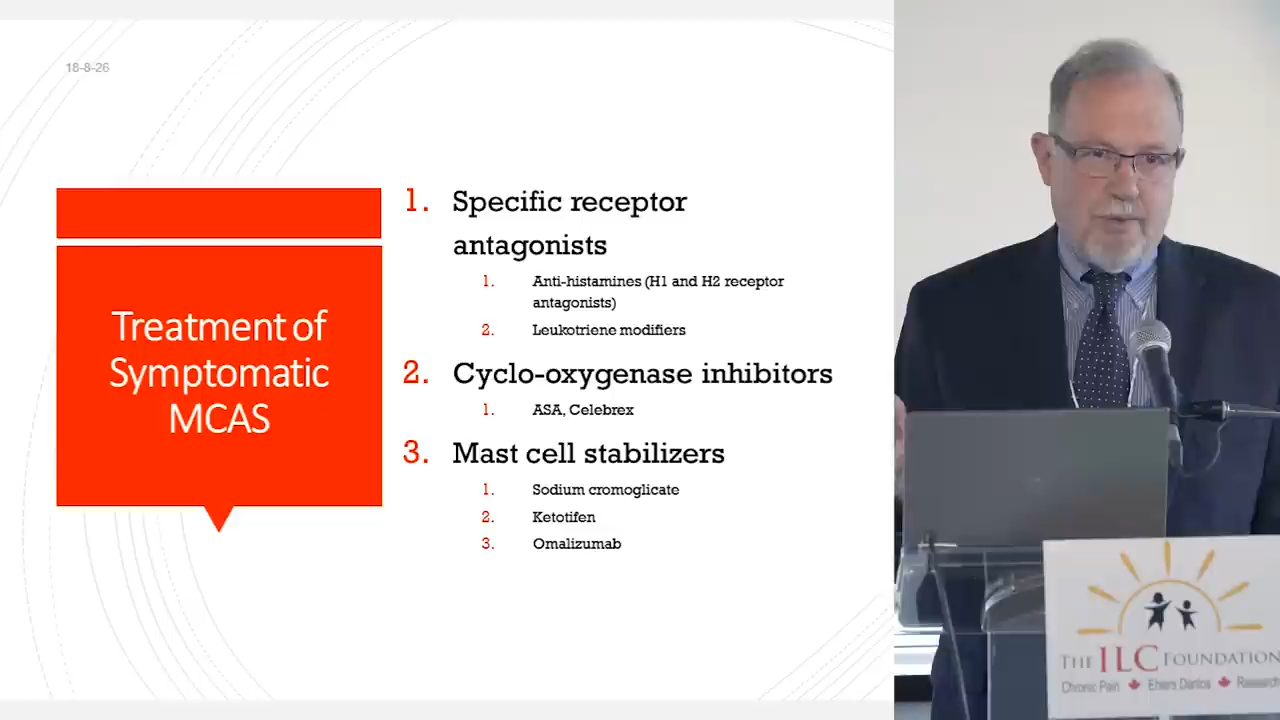 18-8-26
Treatment of
Symptomatic
MCAS
1. Specific receptor
antagonists
1. Anti-histamines (H1 and H2 receptor
antagonists)
2. Leukotriene modifiers
2. Cyclo-oxygenase inhibitors
1. ASA, Celebrex
3. Mast cell stabilizers
1. Sodium cromoglicate
2. Ketotifen
3. Omalizumab
THE ILC FOUNDATION
Chronic Pain Ehlers Danlos Research